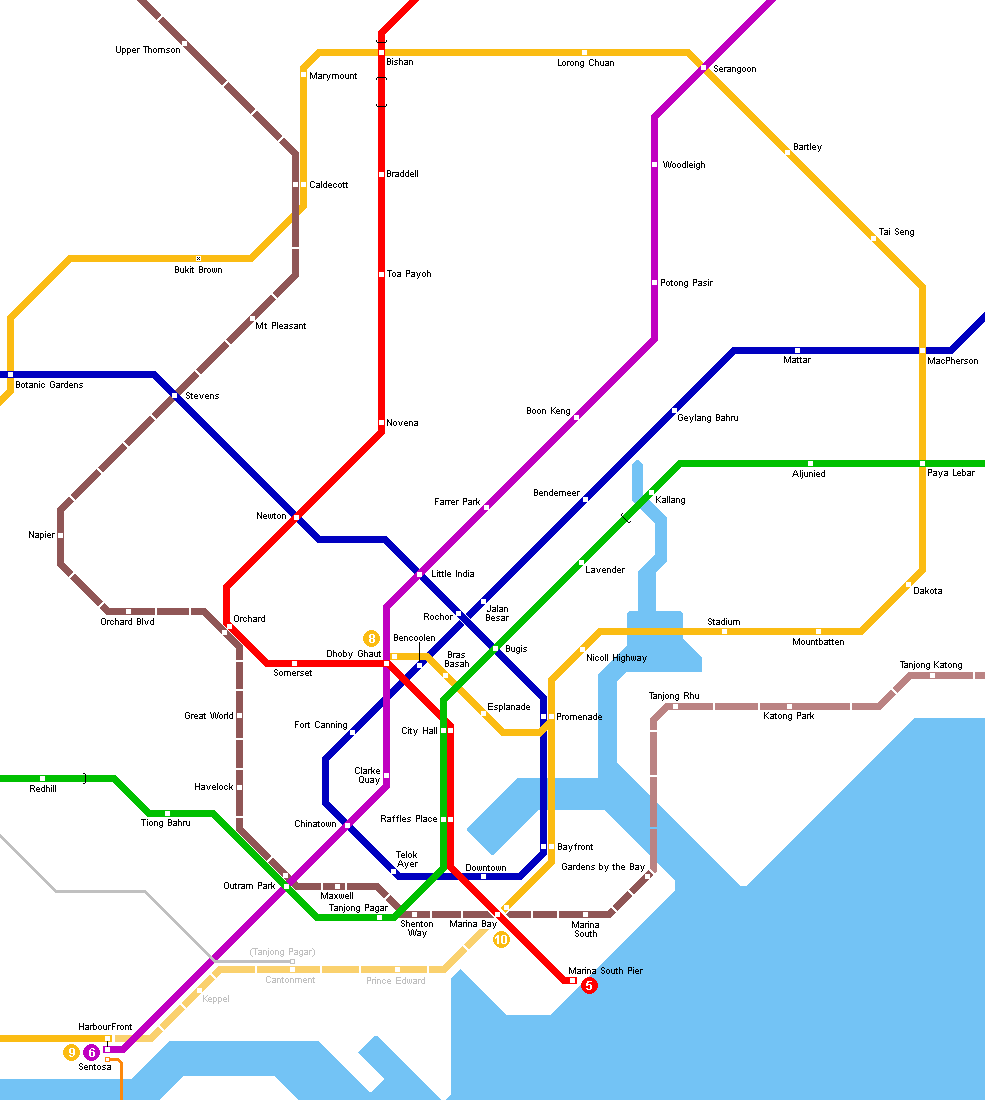 Upper Thomson
Bishan
Lorong Chuan
Serangoon
Marymount
Bartley
Woodleigh
Braddell
Caldecott
Tai Seng
Bukit Brown
Toa Payoh
Potong Pasir
Mt Pleasant
Mattar
MacPherson
Botanic Gardens
Stevens
Boon Keng
Geylang Bahru
Novena
Aljunied
Paya Lebar
Bendemeer
Kallang
Farrer Park
Newton
Napier
Lavender
Little India
Dakota
Jalan
Besar
Rochor
Orchard Blvd
Orchard
Stadium
Mountbatten
8
Bencoolen
Dhoby Ghaut
Bras
Basah
Bugis
Nicoll Highway
Somerset
Tanjong Katong
Tanjong Rhu
Katong Park
Great World
Esplanade
Promenade
Fort Canning
City Hall
Clarke
Quay
Redhill
Havelock
Tiong Bahru
Chinatown
Raffles Place
Bayfront
Telok
Ayer
Downtown
Gardens by the Bay
Outram Park
Maxwell
Tanjong Pagar
Shenton
Way
Marina Bay
Marina
South
10
(Tanjong Pagar)
Cantonment
Prince Edward
Marina South Pier
5
Keppel
HarbourFront
9
6
Sentosa